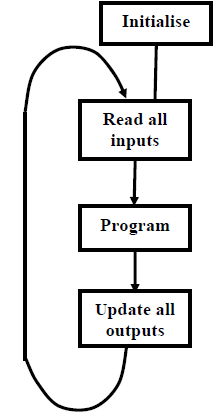 Initialise
Read all
inputs
Program
Update all
outputs